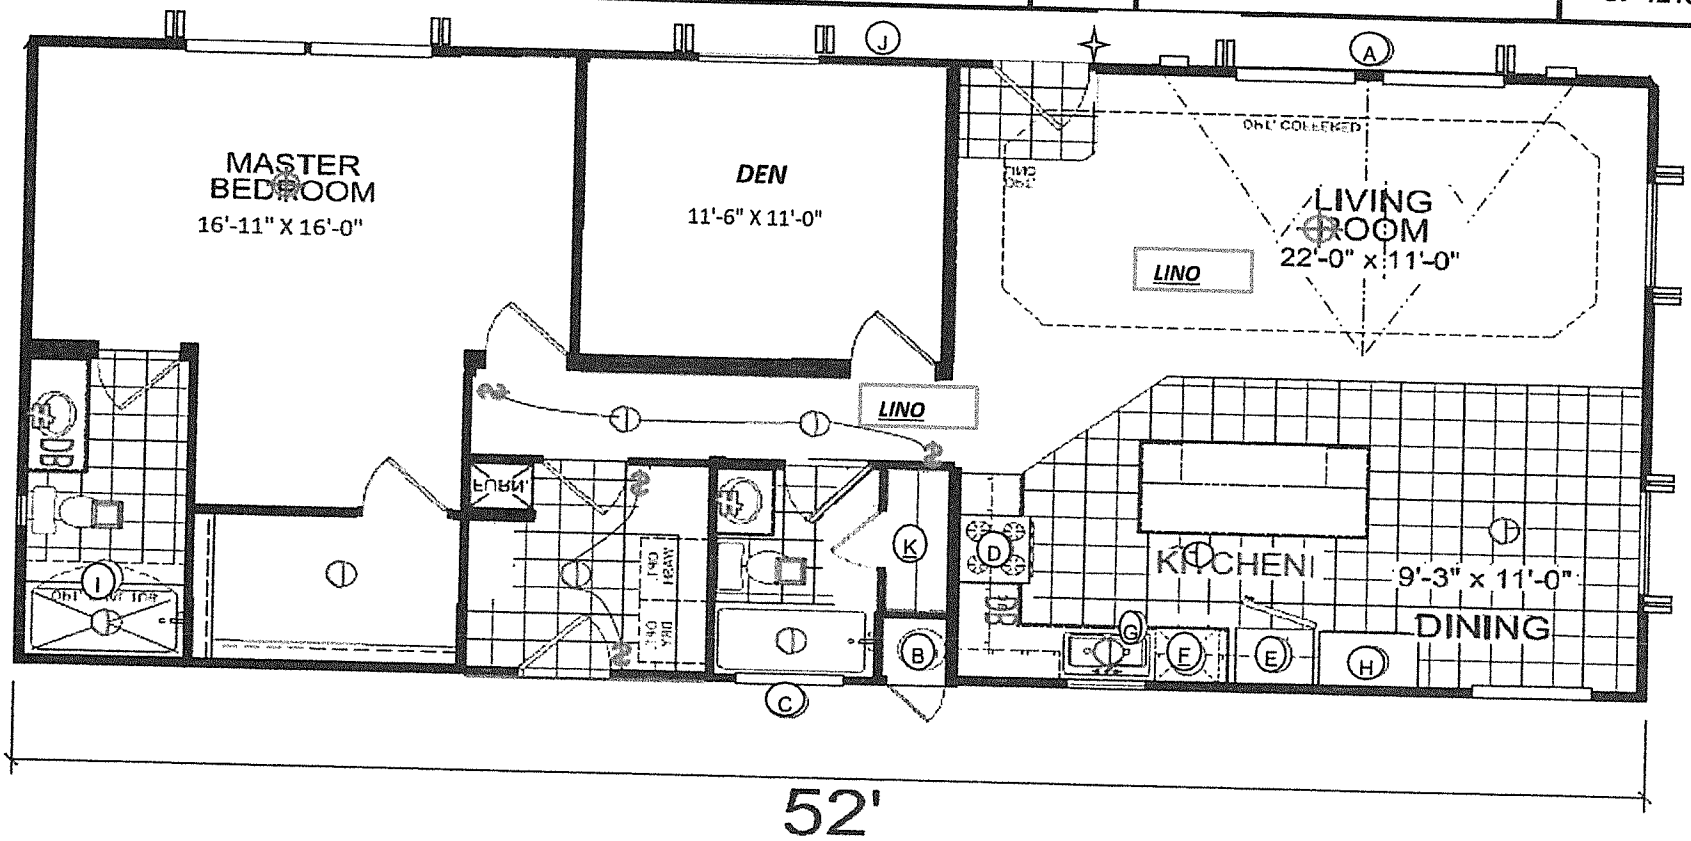 J
A
OPT. COFFERED
MASTER
BEDROOM
16'-11" X 16'-0"
DEN
11'-6" X 11'-0"
LIVING
ROOM
22'-0" x 11'-0"
LINO
LINO
DB
FURN.
K
D
KITCHEN
9'-3" x 11'-0"
DINING
I
WASH
OPT.
DRY
OPT.
DB
G
B
F
E
H
C
52'